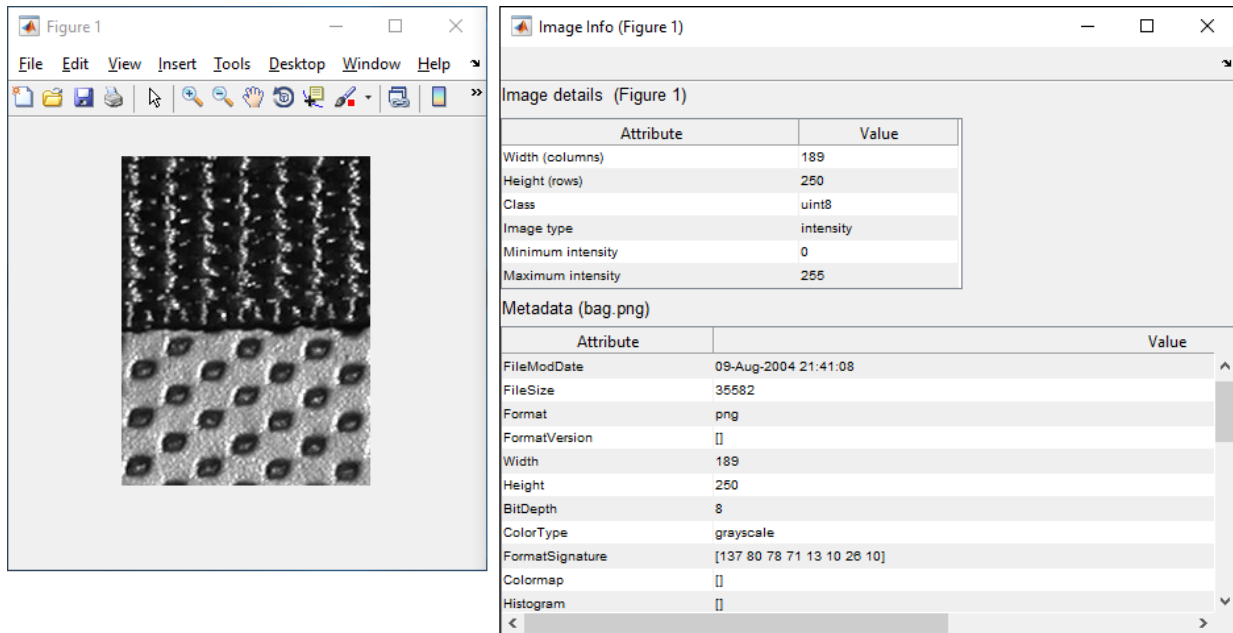 Figure 1
File Edit View Insert Tools Desktop Window Help
Image Info (Figure 1)
Image details (Figure 1)
Attribute Value
Width (columns) 189
Height (rows) 250
Class uint8
Image type intensity
Minimum intensity 0
Maximum intensity 255
Metadata (bag.png)
Attribute Value
FileModDate 09-Aug-2004 21:41:08
FileSize 35582
Format png
FormatVersion []
Width 189
Height 250
BitDepth 8
ColorType grayscale
FormatSignature [137 80 78 71 13 10 26 10]
Colormap []
Histogram []